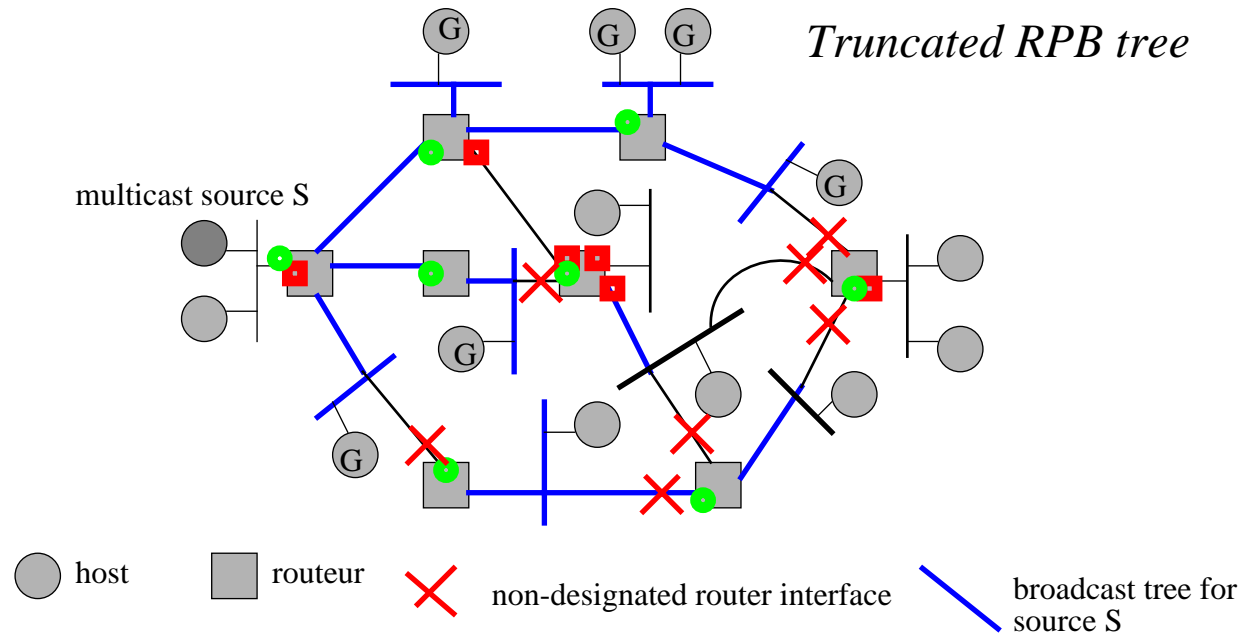 G
G
G
Truncated RPB tree
multicast source S
G
G
G
host
routeur
non-designated router interface
broadcast tree for
source S